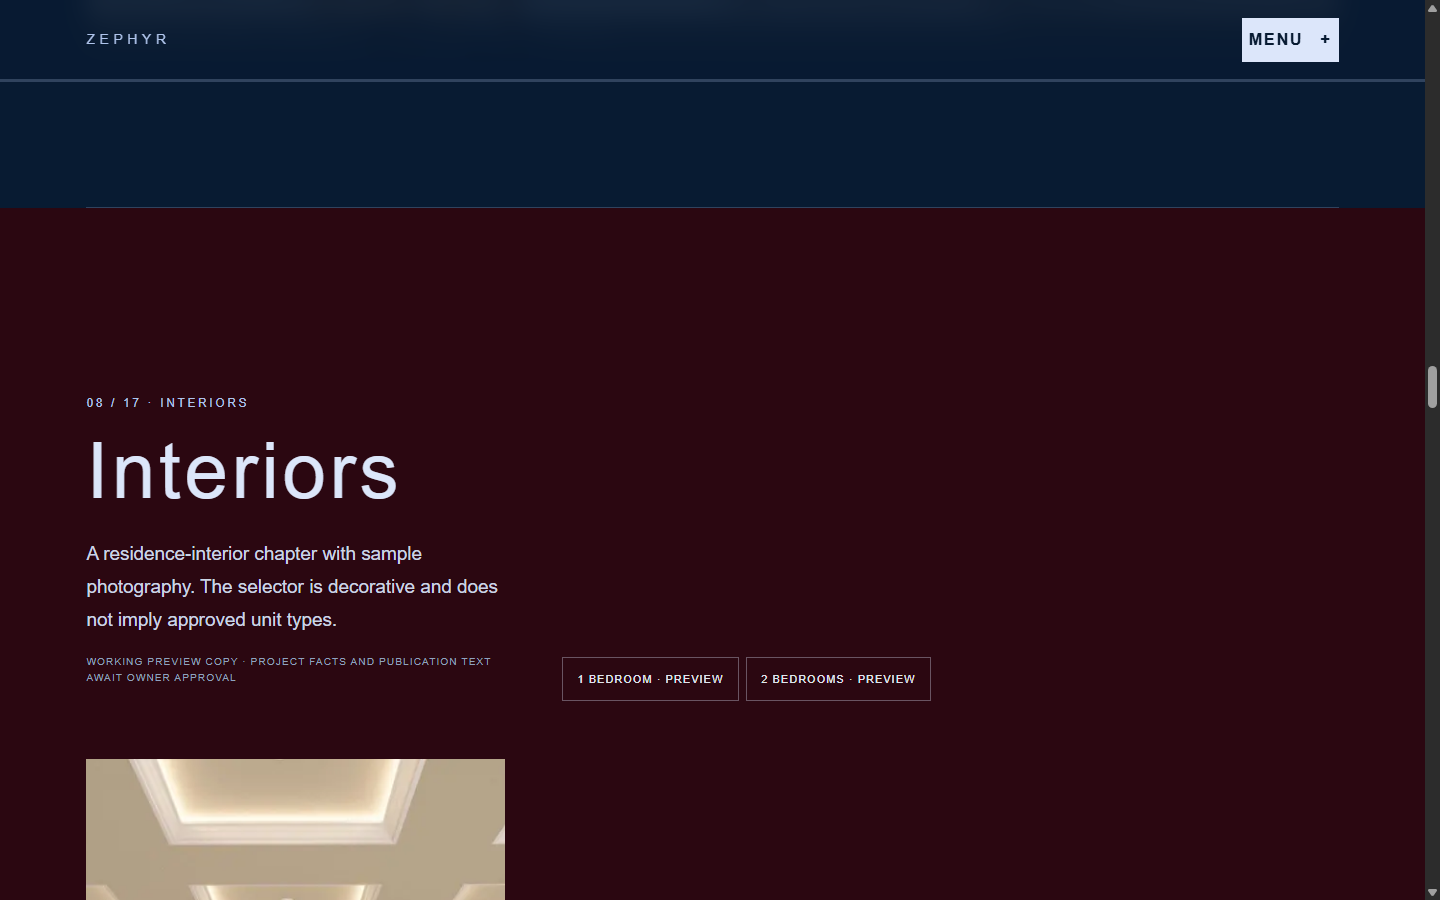 ZEPHYR
MENU +
08 / 17 · INTERIORS
Interiors
A residence-interior chapter with sample
photography. The selector is decorative and does
not imply approved unit types.
WORKING PREVIEW COPY · PROJECT FACTS AND PUBLICATION TEXT
AWAIT OWNER APPROVAL
1 BEDROOM · PREVIEW
2 BEDROOMS · PREVIEW